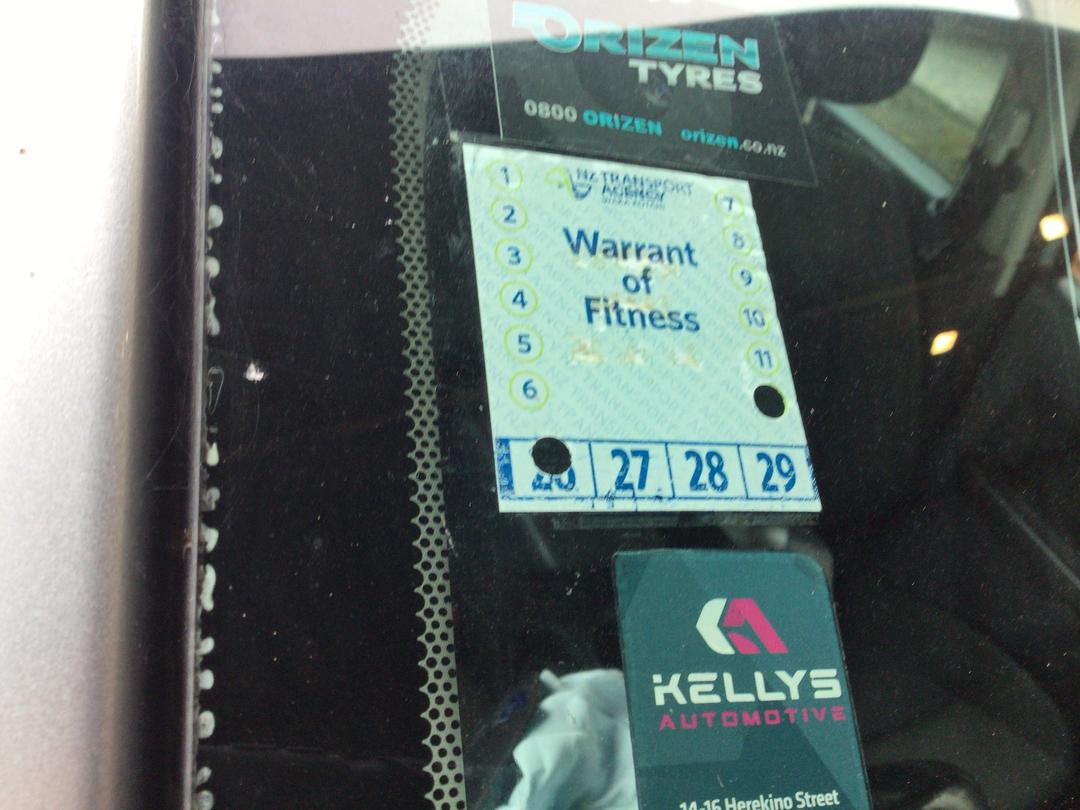 ORIZEN
TYRES
0800 ORIZEN orizen.co.nz
NZ TRANSPORT
AGENCY
1
2
3
4
5
6
Warrant
of
Fitness
7
8
9
10
11
27 28 29
KELLYS
AUTOMOTIVE
14-16 Herekino Street